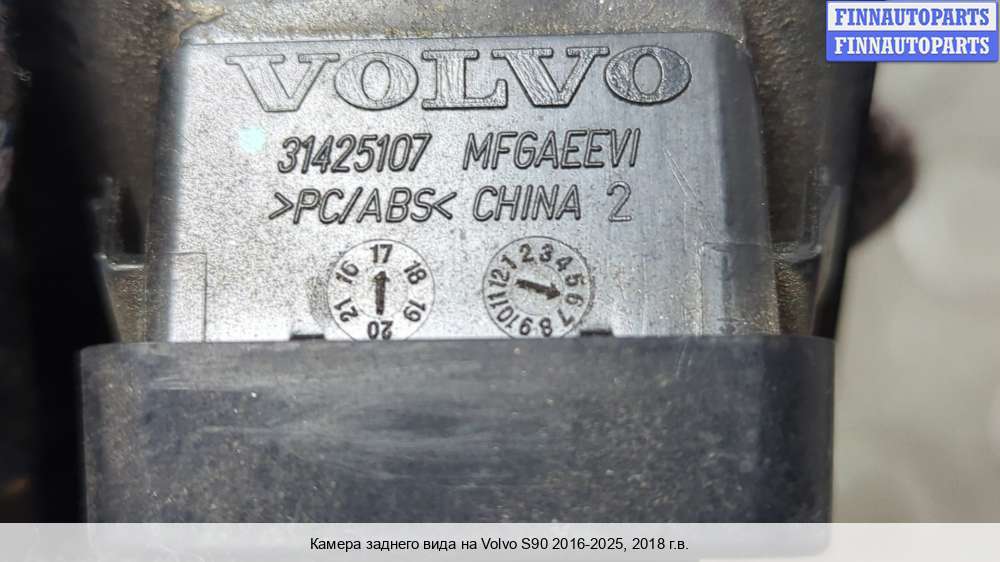 FINNAUTOPARTS
FINNAUTOPARTS
VOLVO
31425107 MFGAEEVI
>PC/ABS< CHINA 2
16 17 18 19 20 21
1 2 3 4 5 6 7 8 9 10 11 12
Камера заднего вида на Volvo S90 2016-2025, 2018 г.в.